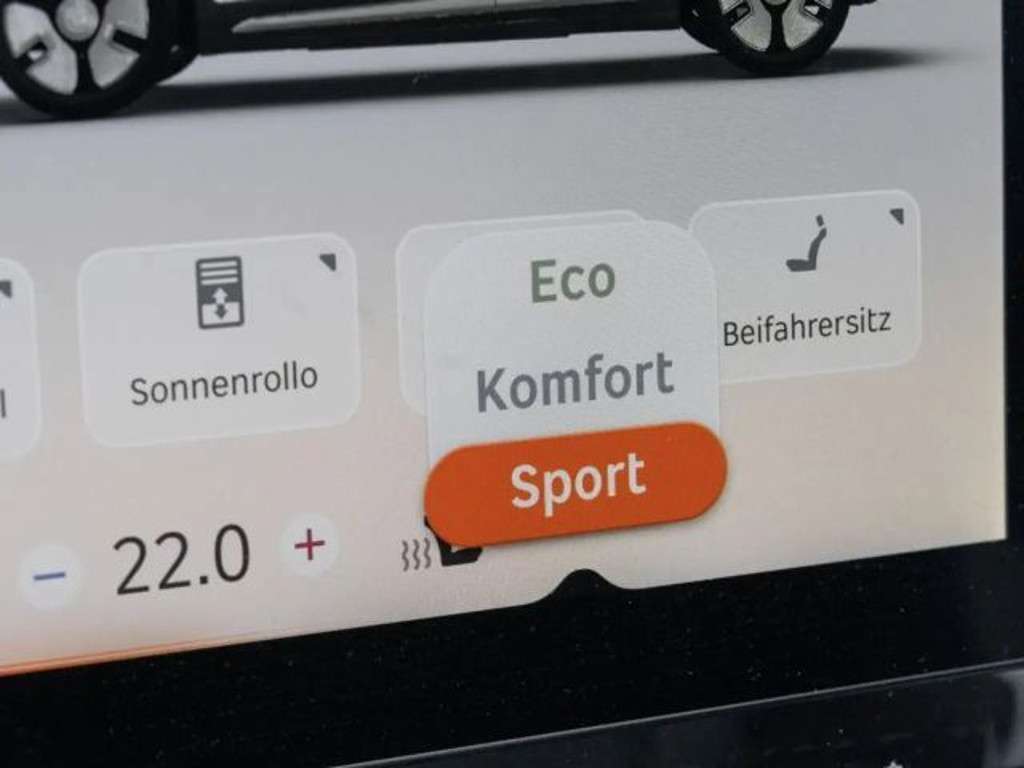 Eco
Komfort
Sport
Sonnenrollo
Beifahrersitz
− 22.0 +